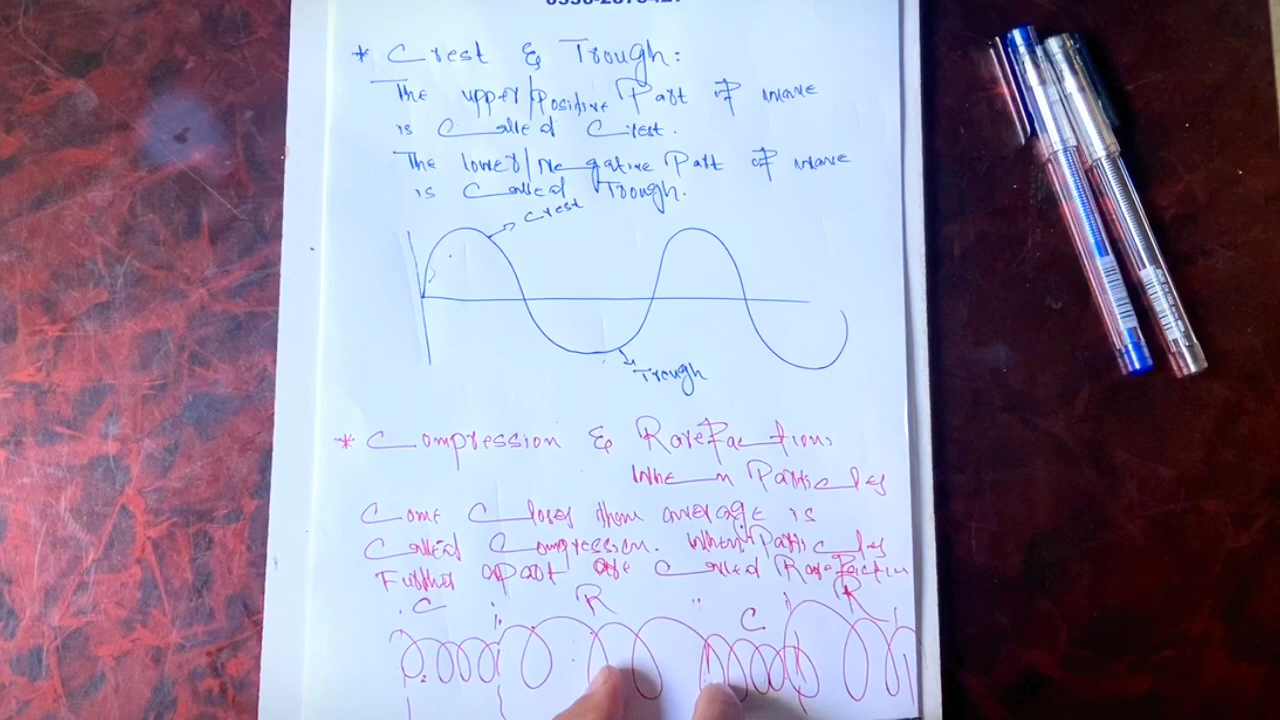 * Crest & Trough:
The upper/Positive Part of wave
is Called Crest.
The lower/Negative Part of wave
is Called Trough.
Crest
Trough
* Compression & Rarefaction,
When Particles
Come Closer then average is
Called Compression. When Particles
Further apart are Called Rarefaction
C R C R